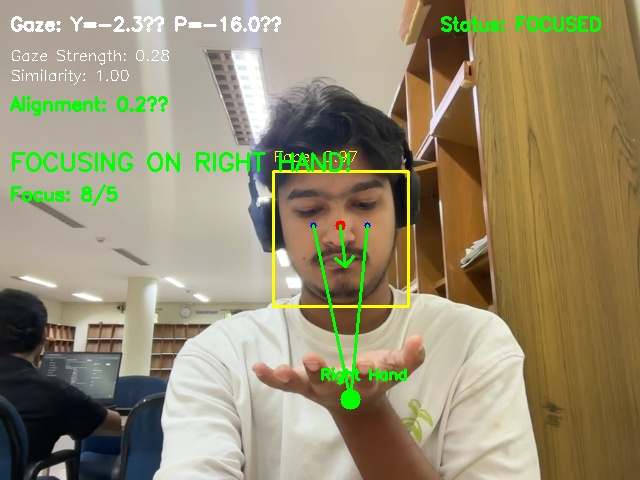 Gaze: Y=-2.3?? P=-16.0??
Status: FOCUSED
Gaze Strength: 0.28
Similarity: 1.00
Alignment: 0.2??
FOCUSING ON RIGHT HAND!
Focus: 8/5
Right Hand